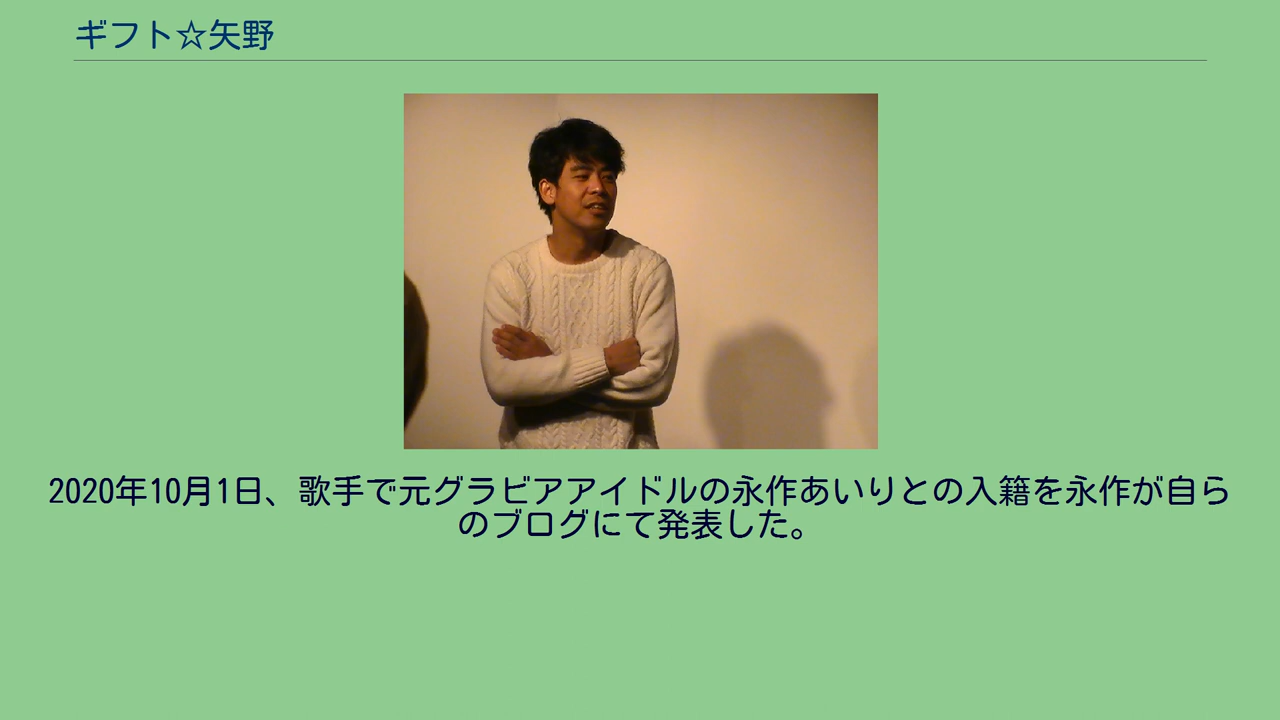 ギフト☆矢野
2020年10月1日、歌手で元グラビアアイドルの永作あいりとの入籍を永作が自ら
のブログにて発表した。